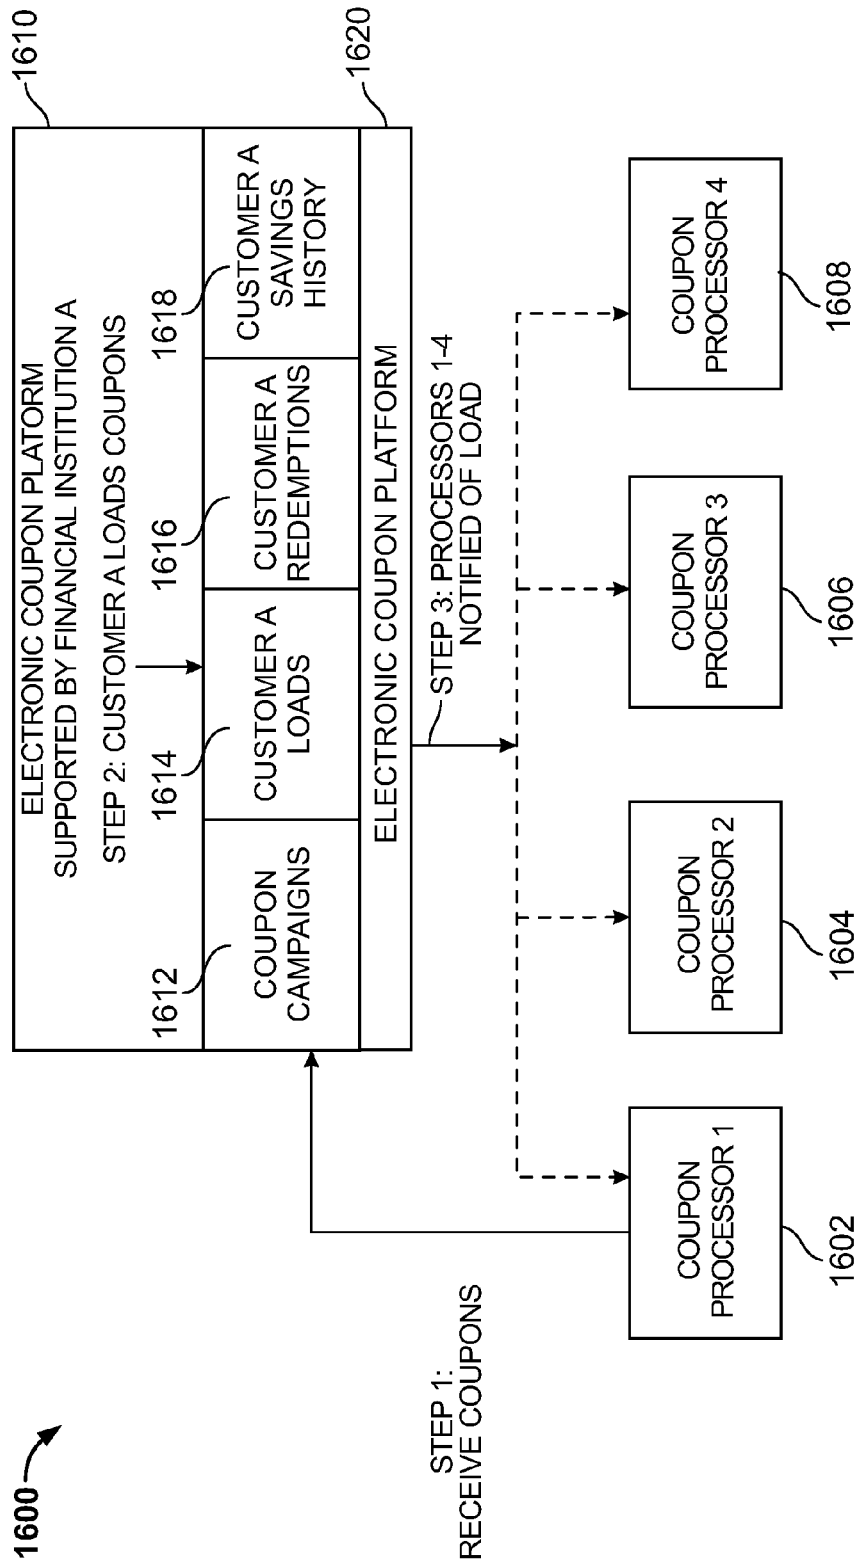 1600
ELECTRONIC COUPON PLATORM
SUPPORTED BY FINANCIAL INSTITUTION A
1610
STEP 2: CUSTOMER A LOADS COUPONS
1612
1614
1616
1618
COUPON
CAMPAIGNS
CUSTOMER A
LOADS
CUSTOMER A
REDEMPTIONS
CUSTOMER A
SAVINGS
HISTORY
ELECTRONIC COUPON PLATFORM
1620
STEP 1:
RECEIVE COUPONS
STEP 3: PROCESSORS 1-4
NOTIFIED OF LOAD
COUPON
PROCESSOR 1
COUPON
PROCESSOR 2
COUPON
PROCESSOR 3
COUPON
PROCESSOR 4
1602
1604
1606
1608